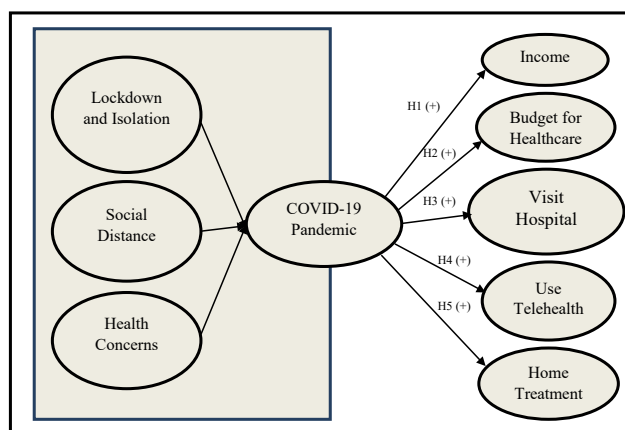 Lockdown
and Isolation
Social
Distance
Health
Concerns
COVID-19
Pandemic
H1 (+)
H2 (+)
H3 (+)
H4 (+)
H5 (+)
Income
Budget for
Healthcare
Visit
Hospital
Use
Telehealth
Home
Treatment